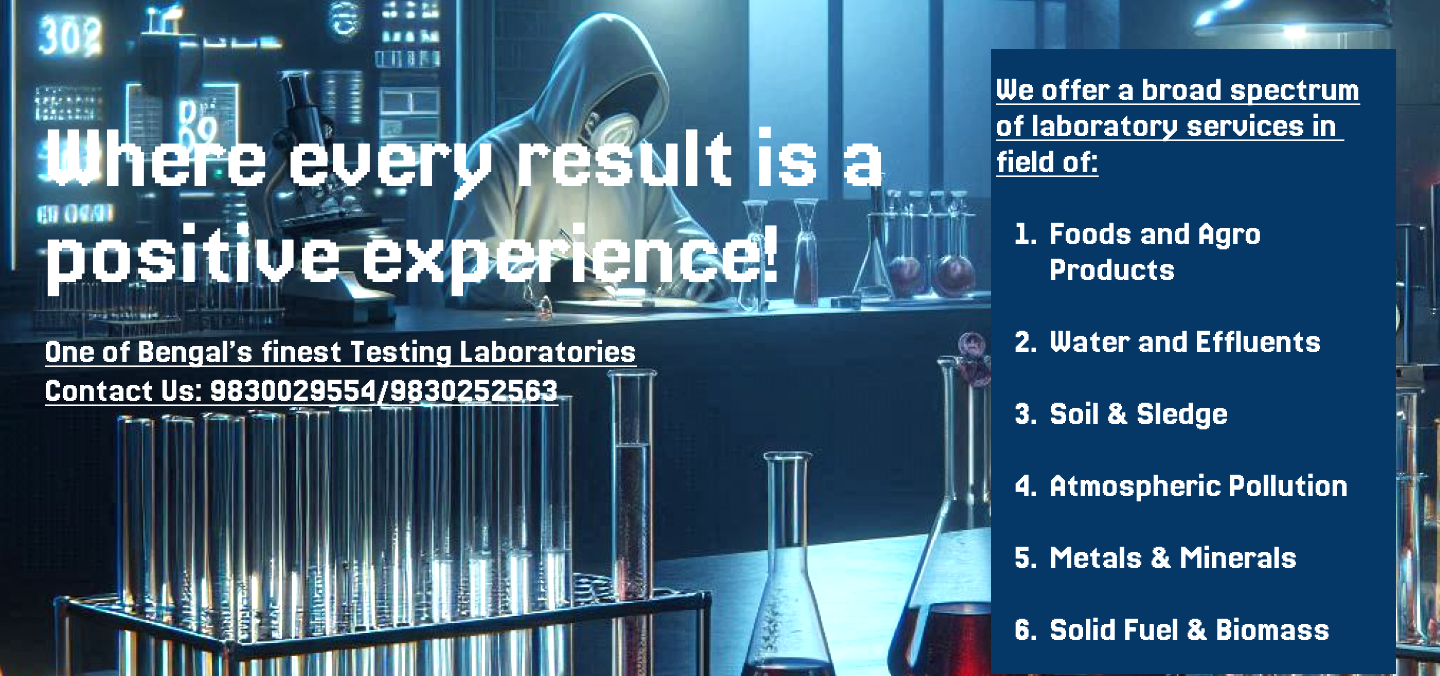 Where every result is a
positive experience!
One of Bengal's finest Testing Laboratories
Contact Us: 9830029554/9830252563
We offer a broad spectrum
of laboratory services in
field of:
1. Foods and Agro
Products
2. Water and Effluents
3. Soil & Sledge
4. Atmospheric Pollution
5. Metals & Minerals
6. Solid Fuel & Biomass